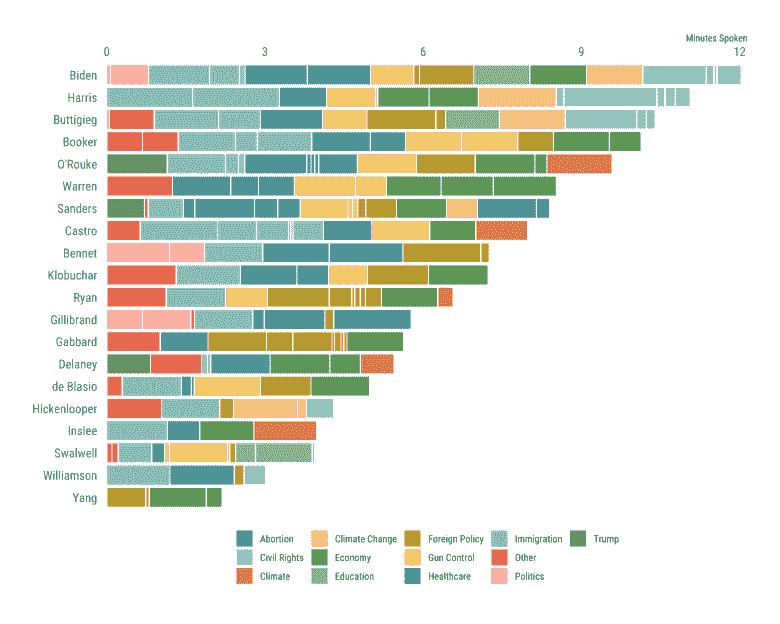 Minutes Spoken
0 3 6 9 12
Biden
Harris
Buttigieg
Booker
O'Rouke
Warren
Sanders
Castro
Bennet
Klobuchar
Ryan
Gillibrand
Gabbard
Delaney
de Blasio
Hickenlooper
Inslee
Swalwell
Williamson
Yang
Abortion Climate Change Foreign Policy Immigration Trump
Civil Rights Economy Gun Control Other
Climate Education Healthcare Politics